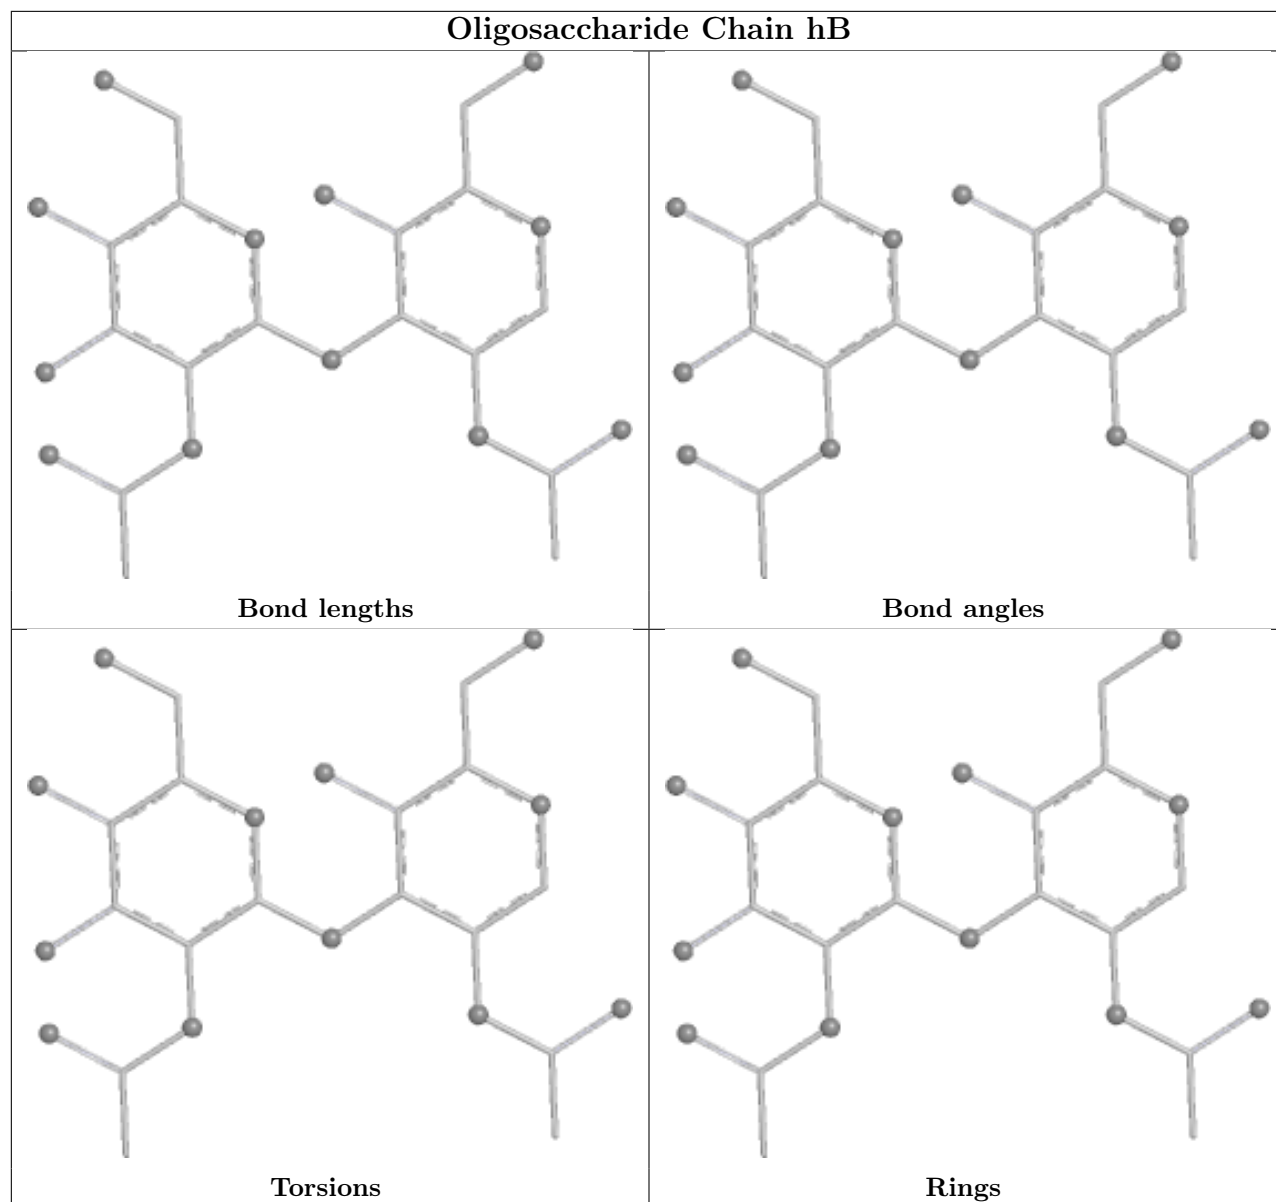 Oligosaccharide Chain hB
Bond lengths
Bond angles
Torsions
Rings